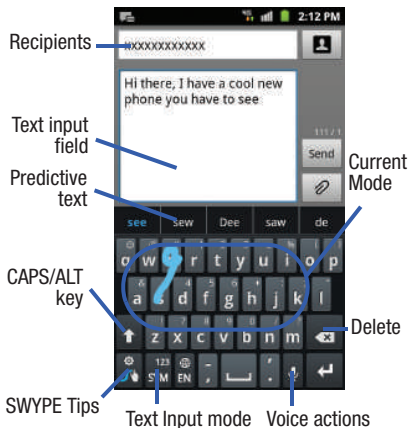 2:12 PM
Recipients
xxxxxxxxxxxx
Hi there, I have a cool new
phone you have to see
Text input
field
111 / 1
Send
Current
Mode
Predictive
text
see sew Dee saw de
q w r t y u i o p
CAPS/ALT
key
a s d f g h j k l
z x c v b n m
Delete
123
SYM EN - , ' .
SWYPE Tips
Text Input mode Voice actions